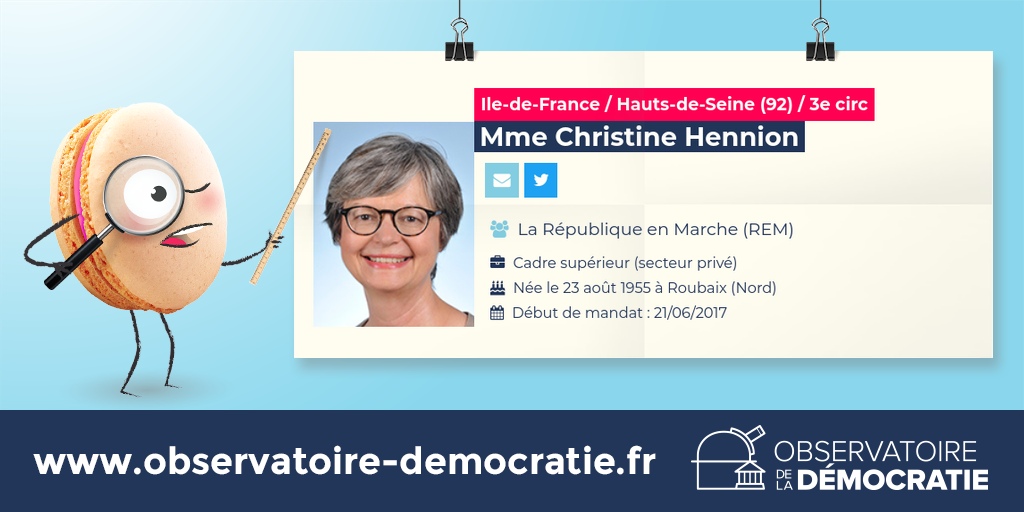 Ile-de-France / Hauts-de-Seine (92) / 3e circ
Mme Christine Hennion
La République en Marche (REM)
Cadre supérieur (secteur privé)
Née le 23 août 1955 à Roubaix (Nord)
Début de mandat : 21/06/2017
www.observatoire-democratie.fr
OBSERVATOIRE
DE LA DÉMOCRATIE